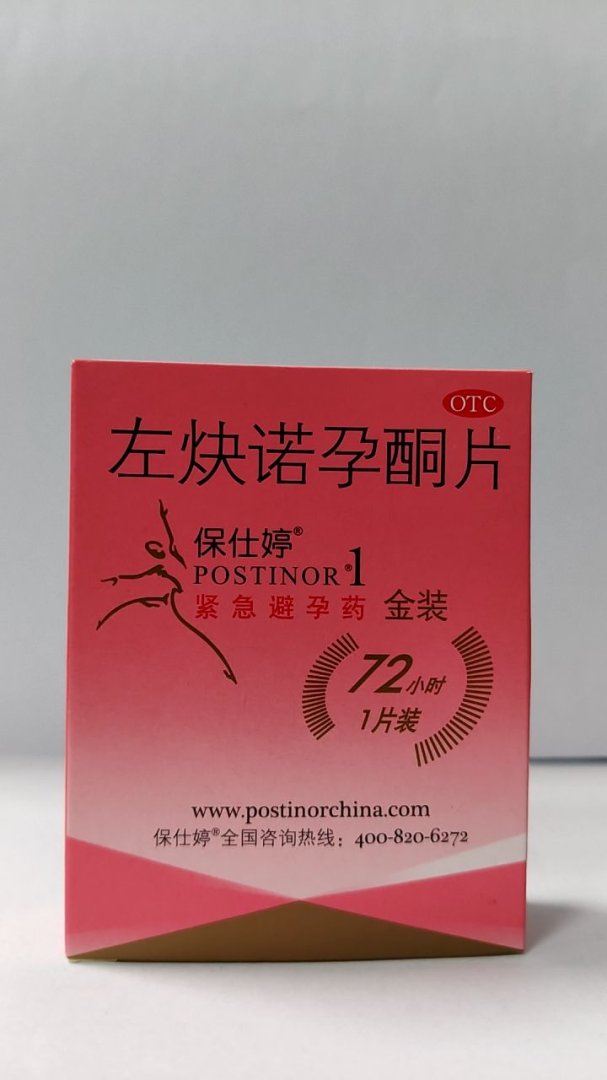 OTC
左炔诺孕酮片
保仕婷®
POSTINOR®1
紧急避孕药 金装
72小时
1片装
www.postinorchina.com
保仕婷®全国咨询热线：400-820-6272